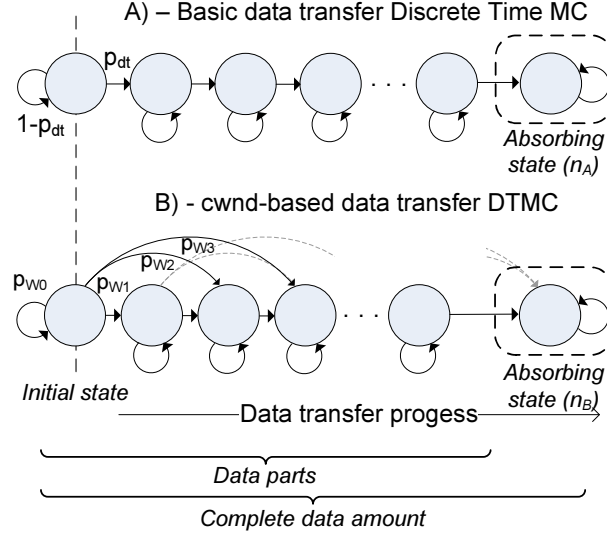 A) – Basic data transfer Discrete Time MC
p_dt
1-p_dt
. . .
Absorbing
state (n_A)
B) - cwnd-based data transfer DTMC
p_W3
p_W2
p_W0
p_W1
. . .
Initial state
Absorbing
state (n_B)
Data transfer progess
Data parts
Complete data amount